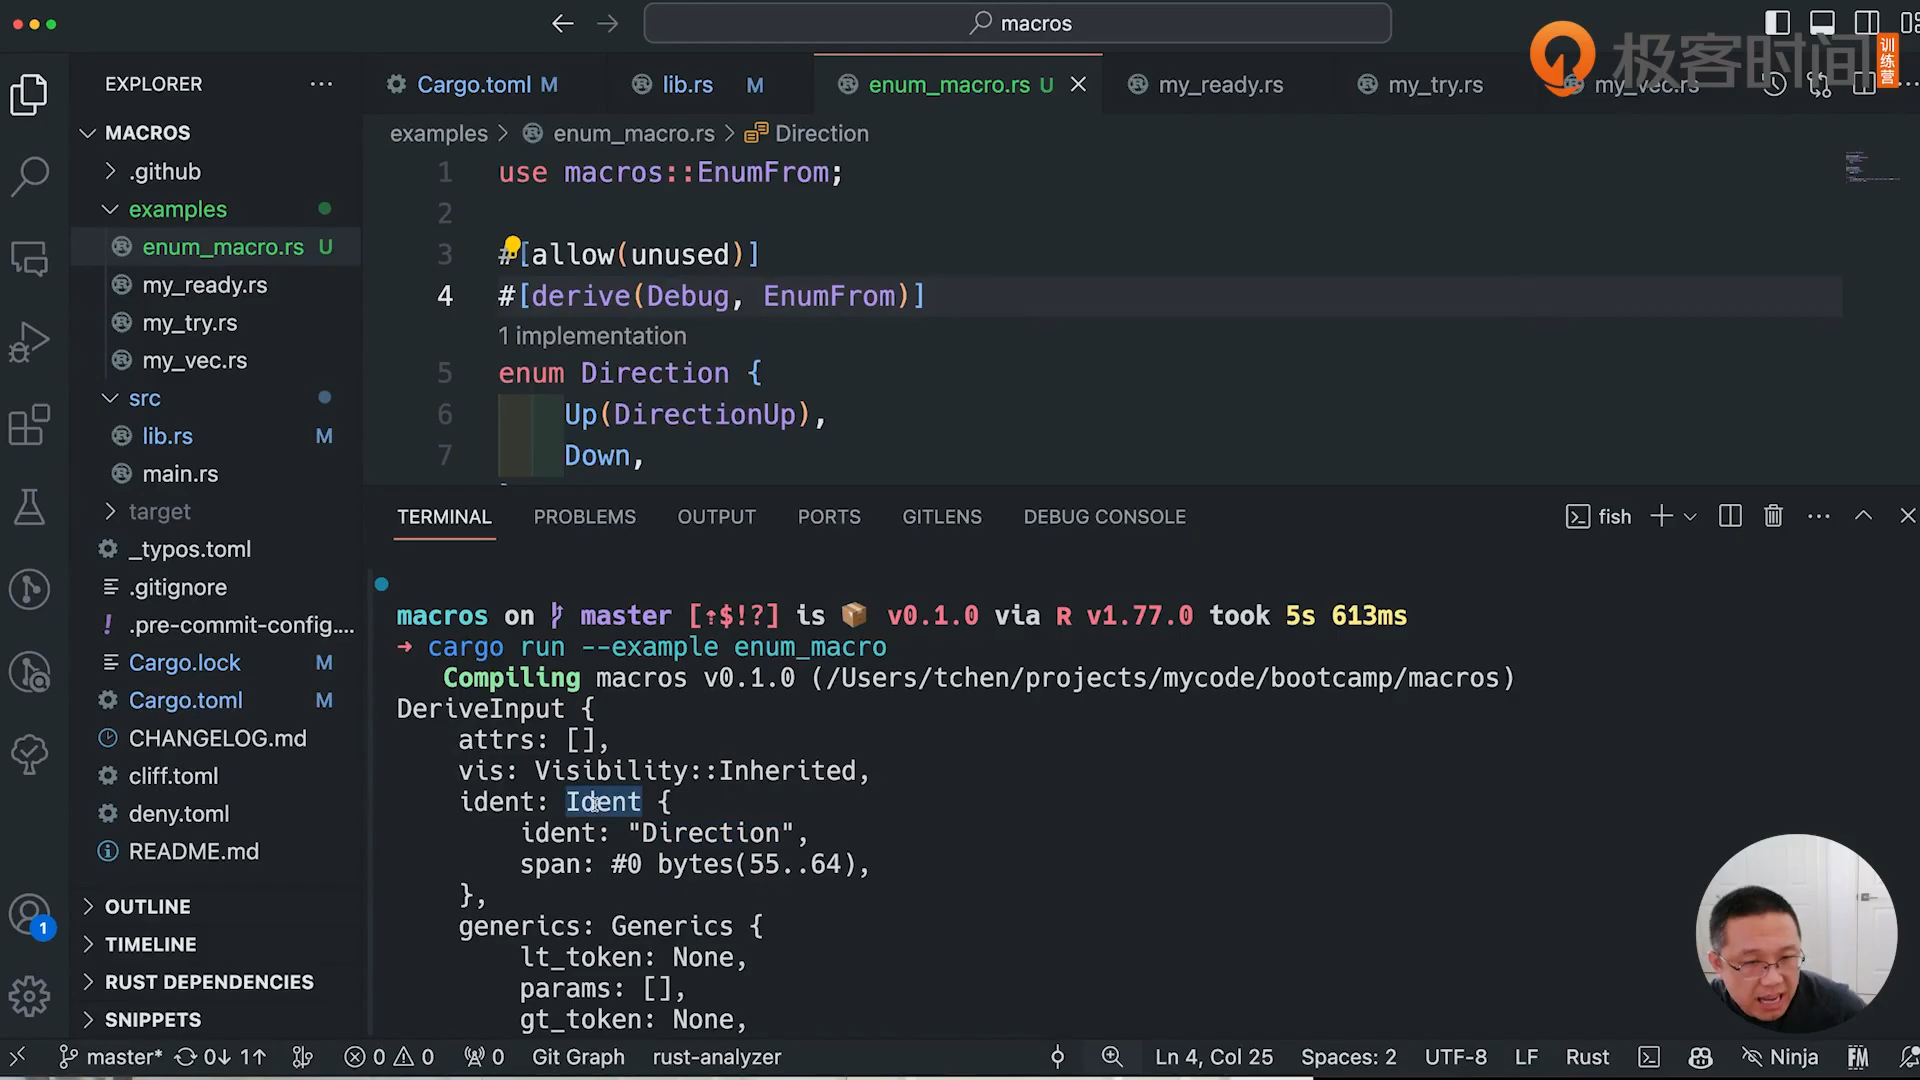 macros
极客时间
训练营
EXPLORER
MACROS
.github
examples
enum_macro.rs U
my_ready.rs
my_try.rs
my_vec.rs
src
lib.rs M
main.rs
target
_typos.toml
.gitignore
! .pre-commit-config....
Cargo.lock M
Cargo.toml M
CHANGELOG.md
cliff.toml
deny.toml
README.md
OUTLINE
TIMELINE
RUST DEPENDENCIES
SNIPPETS
Cargo.toml M
lib.rs M
enum_macro.rs U
my_ready.rs
my_try.rs
my_vec.rs
examples > enum_macro.rs > Direction
1 use macros::EnumFrom;
2
3 #[allow(unused)]
4 #[derive(Debug, EnumFrom)]
1 implementation
5 enum Direction {
6 Up(DirectionUp),
7 Down,
TERMINAL PROBLEMS OUTPUT PORTS GITLENS DEBUG CONSOLE
fish
macros on master [⇡$!?] is 📦 v0.1.0 via R v1.77.0 took 5s 613ms
➜ cargo run --example enum_macro
Compiling macros v0.1.0 (/Users/tchen/projects/mycode/bootcamp/macros)
DeriveInput {
attrs: [],
vis: Visibility::Inherited,
ident: Ident {
ident: "Direction",
span: #0 bytes(55..64),
},
generics: Generics {
lt_token: None,
params: [],
gt_token: None,
1
master* 0↓ 1↑ 0 0 0 Git Graph rust-analyzer
Ln 4, Col 25 Spaces: 2 UTF-8 LF Rust Ninja